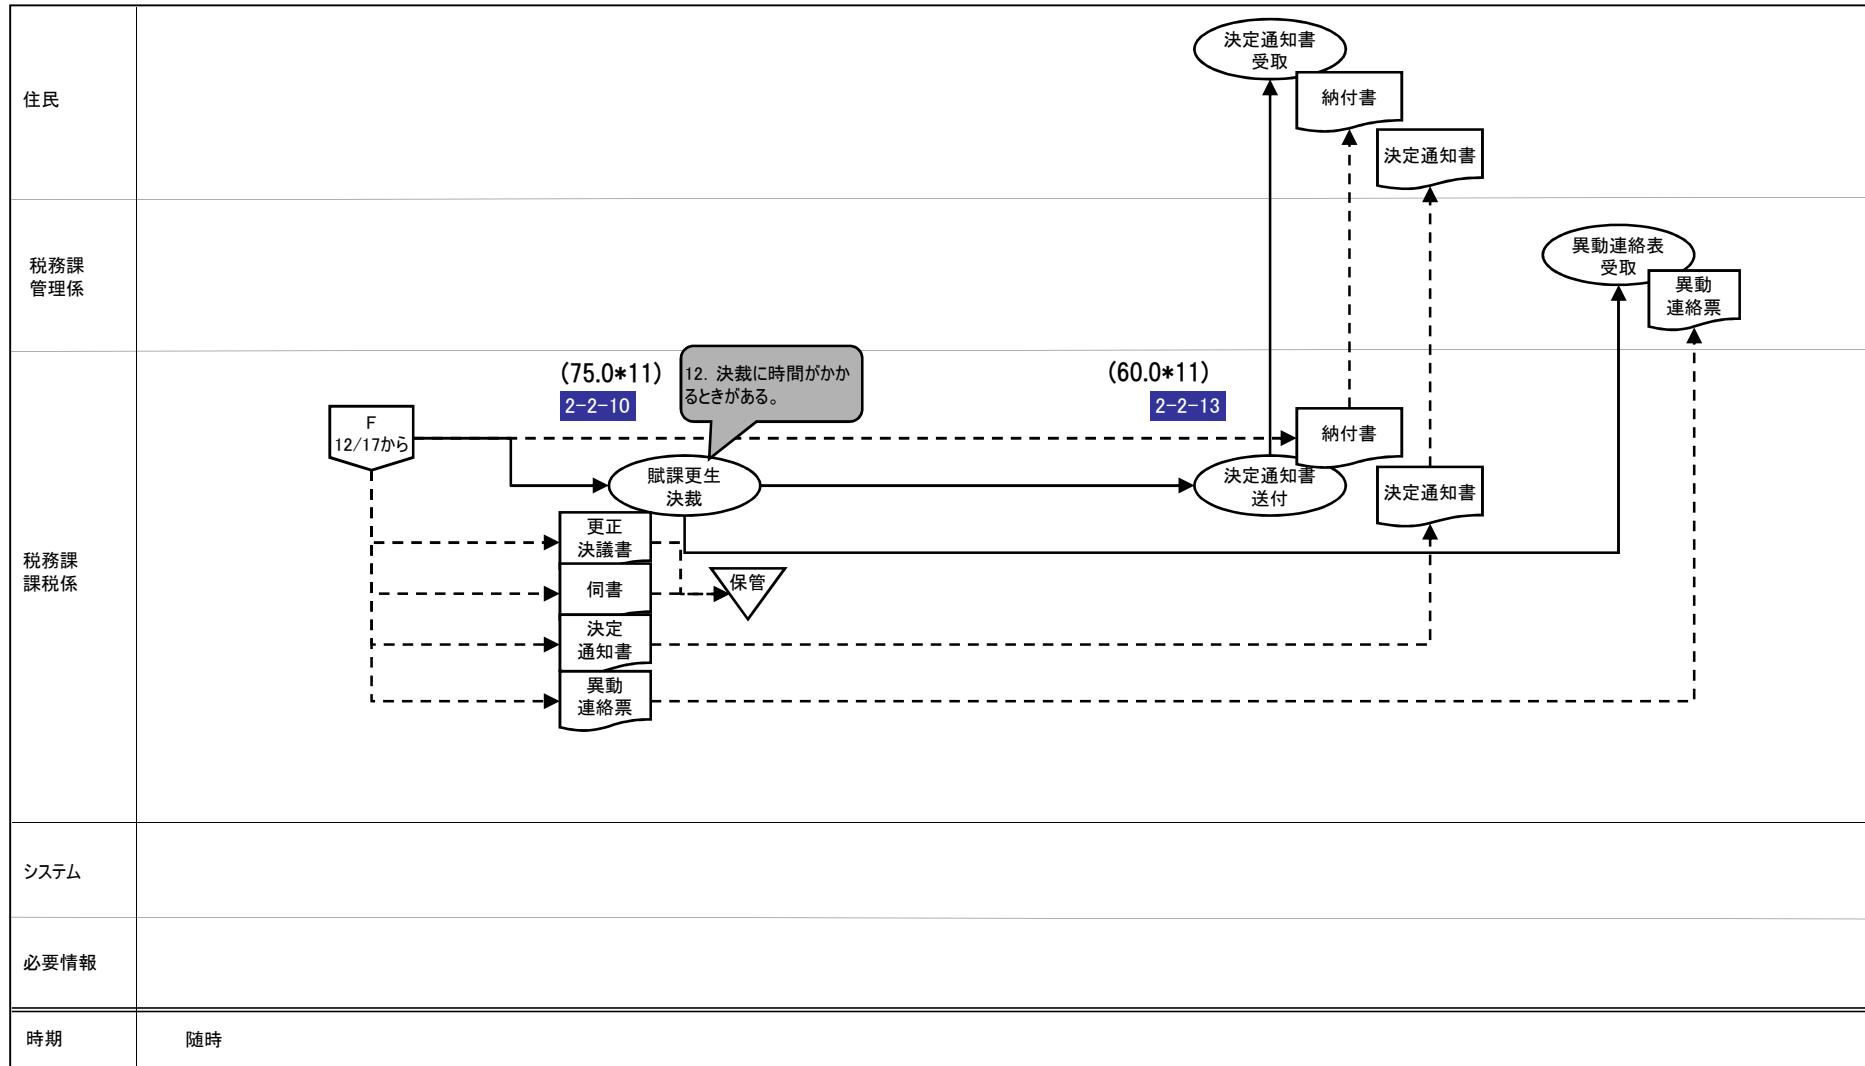 住民
決定通知書
受取
納付書
決定通知書
税務課
管理係
異動連絡表
受取
異動
連絡票
税務課
課税係
(75.0*11)
2-2-10
12. 決裁に時間がかか
るときがある。
(60.0*11)
2-2-13
F
12/17から
納付書
賦課更生
決裁
決定通知書
送付
決定通知書
更正
決議書
伺書
保管
決定
通知書
異動
連絡票
システム
必要情報
時期
随時